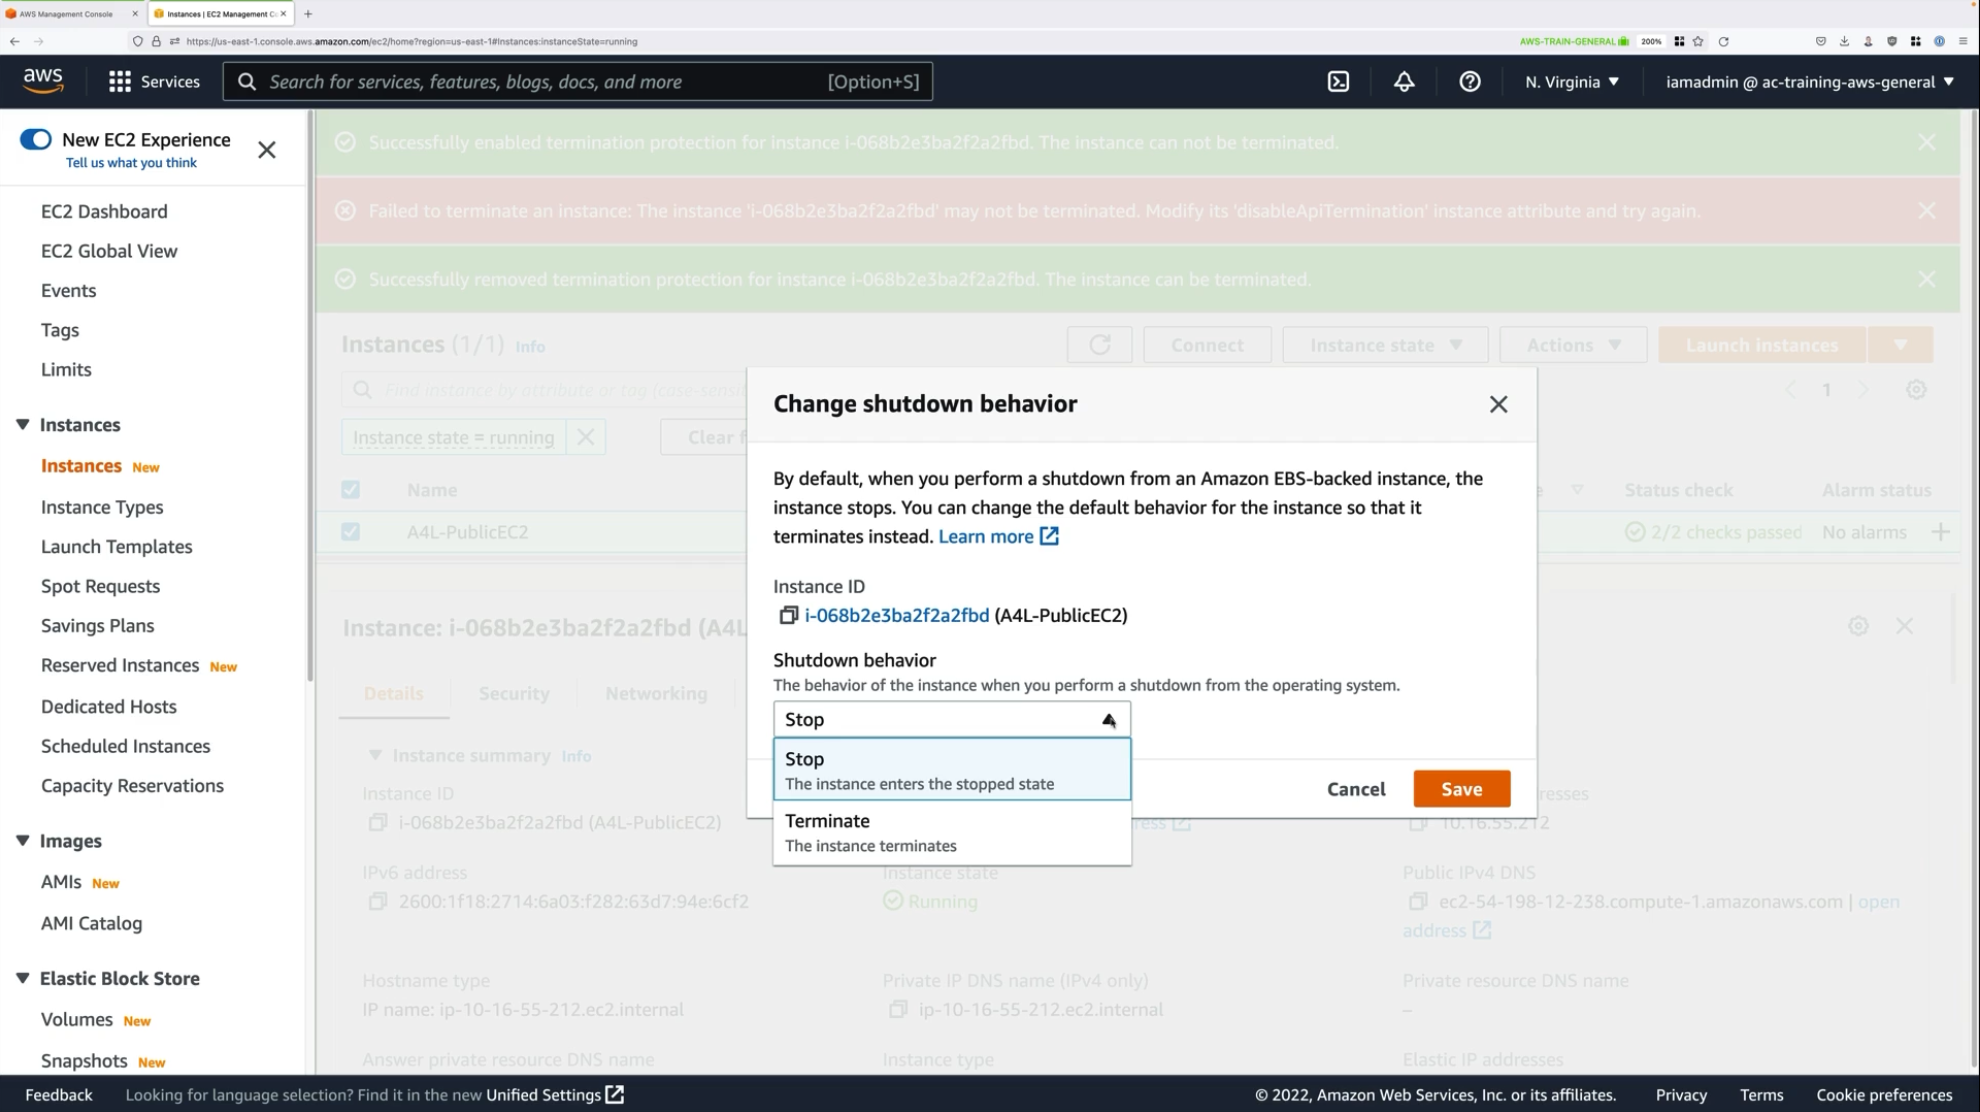 AWS Management Console
Instances | EC2 Management Co
https://us-east-1.console.aws.amazon.com/ec2/home?region=us-east-1#Instances:instanceState=running
AWS-TRAIN-GENERAL
200%
aws
Services
Search for services, features, blogs, docs, and more
[Option+S]
N. Virginia
iamadmin @ ac-training-aws-general
New EC2 Experience
Tell us what you think
EC2 Dashboard
EC2 Global View
Events
Tags
Limits
Instances
Instances New
Instance Types
Launch Templates
Spot Requests
Savings Plans
Reserved Instances New
Dedicated Hosts
Scheduled Instances
Capacity Reservations
Images
AMIs New
AMI Catalog
Elastic Block Store
Volumes New
Snapshots New
Successfully enabled termination protection for instance i-068b2e3ba2f2a2fbd. The instance can not be terminated.
Failed to terminate an instance: The instance 'i-068b2e3ba2f2a2fbd' may not be terminated. Modify its 'disableApiTermination' instance attribute and try again.
Successfully removed termination protection for instance i-068b2e3ba2f2a2fbd. The instance can be terminated.
Instances (1/1) Info
Connect
Instance state
Actions
Launch instances
Find instance by attribute or tag (case-sensi
1
Instance state = running
Clear f
Name
Status check
Alarm status
A4L-PublicEC2
2/2 checks passed
No alarms
Change shutdown behavior
By default, when you perform a shutdown from an Amazon EBS-backed instance, the
instance stops. You can change the default behavior for the instance so that it
terminates instead. Learn more
Instance ID
i-068b2e3ba2f2a2fbd (A4L-PublicEC2)
Shutdown behavior
The behavior of the instance when you perform a shutdown from the operating system.
Stop
Stop
The instance enters the stopped state
Terminate
The instance terminates
Cancel
Save
Instance: i-068b2e3ba2f2a2fbd (A4L
Details
Security
Networking
Instance summary Info
Instance ID
i-068b2e3ba2f2a2fbd (A4L-PublicEC2)
ress
resses
10.16.55.212
IPv6 address
2600:1f18:2714:6a03:f282:63d7:94e:6cf2
Instance state
Running
Public IPv4 DNS
ec2-54-198-12-238.compute-1.amazonaws.com | open
address
Hostname type
IP name: ip-10-16-55-212.ec2.internal
Private IP DNS name (IPv4 only)
ip-10-16-55-212.ec2.internal
Private resource DNS name
–
Answer private resource DNS name
Instance type
Elastic IP addresses
Feedback
Looking for language selection? Find it in the new Unified Settings
© 2022, Amazon Web Services, Inc. or its affiliates.
Privacy
Terms
Cookie preferences